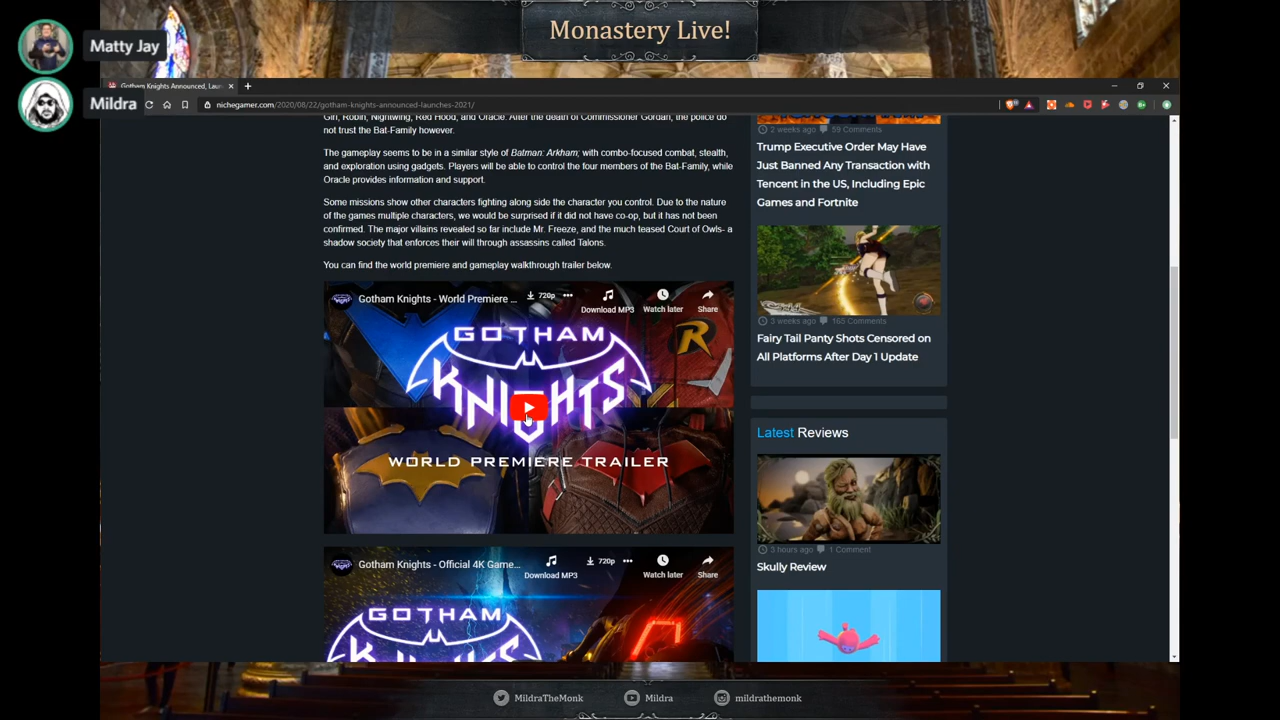 Monastery Live!
Matty Jay
Mildra
Gotham Knights Announced, Laun
nichegamer.com/2020/08/22/gotham-knights-announced-launches-2021/
Girl, Robin, Nightwing, Red Hood, and Oracle. After the death of Commissioner Gordan, the police do
not trust the Bat-Family however.
The gameplay seems to be in a similar style of Batman: Arkham; with combo-focused combat, stealth,
and exploration using gadgets. Players will be able to control the four members of the Bat-Family, while
Oracle provides information and support.
Some missions show other characters fighting along side the character you control. Due to the nature
of the games multiple characters, we would be surprised if it did not have co-op, but it has not been
confirmed. The major villains revealed so far include Mr. Freeze, and the much teased Court of Owls- a
shadow society that enforces their will through assassins called Talons.
You can find the world premiere and gameplay walkthrough trailer below.
Gotham Knights - World Premiere ...
720p
Download MP3
Watch later
Share
GOTHAM
KNIGHTS
R
WORLD PREMIERE TRAILER
Gotham Knights - Official 4K Game...
Download MP3
720p
Watch later
Share
GOTHAM
KNIGHTS
2 weeks ago 59 Comments
Trump Executive Order May Have
Just Banned Any Transaction with
Tencent in the US, Including Epic
Games and Fortnite
3 weeks ago 165 Comments
Fairy Tail Panty Shots Censored on
All Platforms After Day 1 Update
Latest Reviews
3 hours ago 1 Comment
Skully Review
MildraTheMonk
Mildra
mildrathemonk